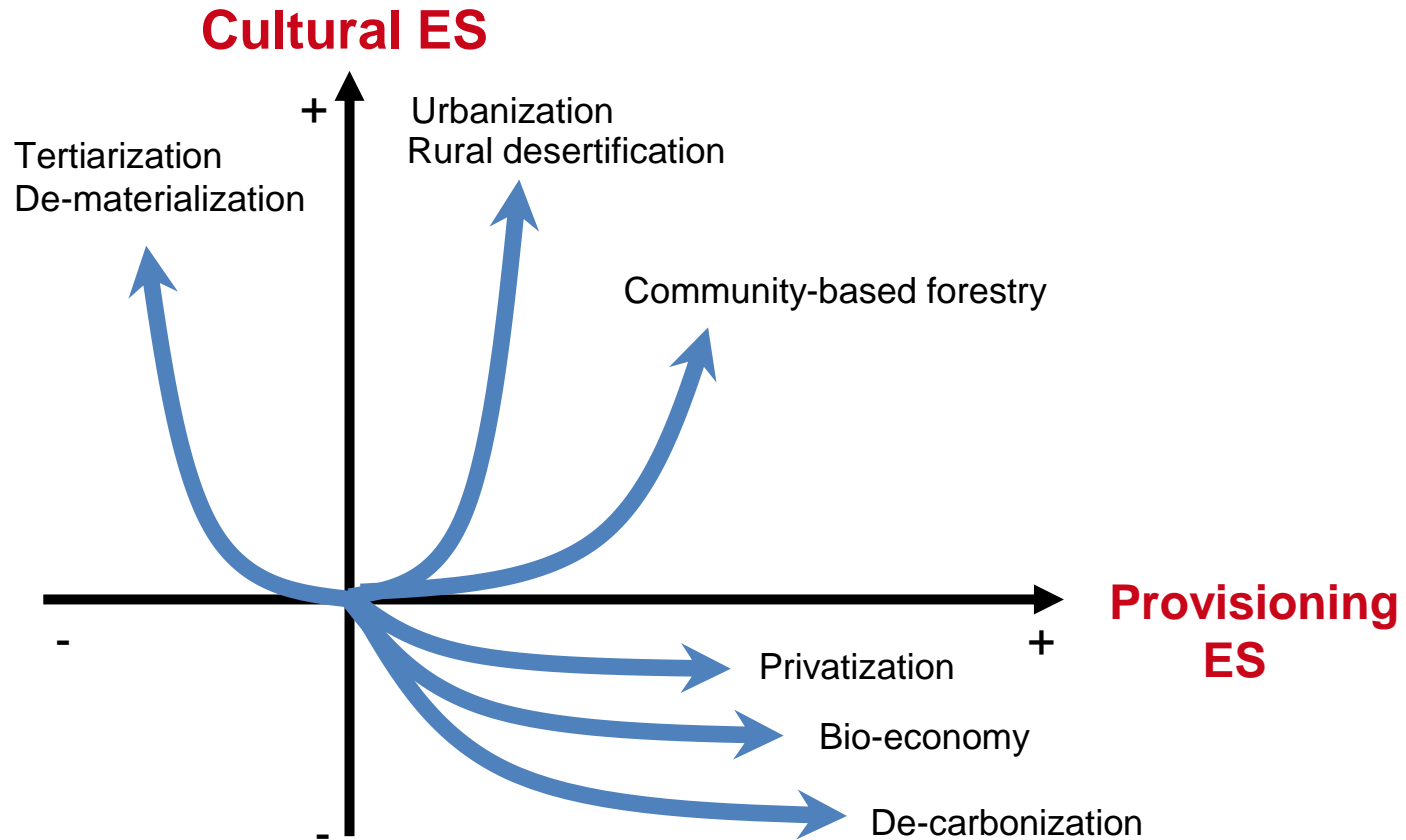 Cultural ES
+
Urbanization
Rural desertification
Tertiarization
De-materialization
Community-based forestry
Provisioning
ES
-
+
Privatization
Bio-economy
De-carbonization
-